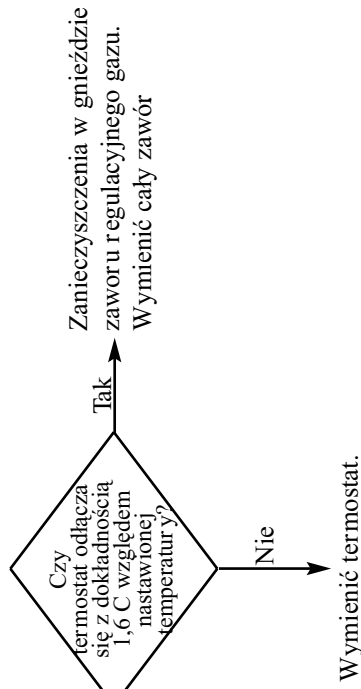 Czy
termostat odłącza
się z dokładnością
1,6 C względem
nastawionej
temperatury?
Tak
Zanieczyszczenia w gnieździe
zaworu regulacyjnego gazu.
Wymienić cały zawór
Nie
Wymienić termostat.